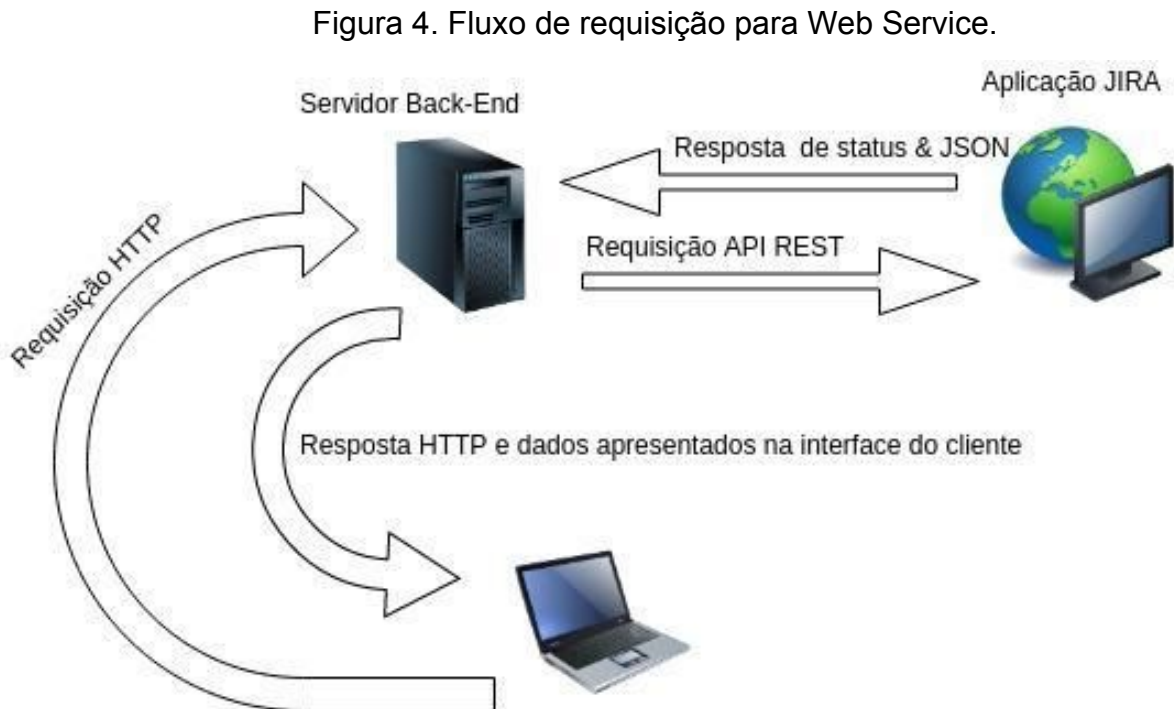 Figura 4. Fluxo de requisição para Web Service.
Aplicação JIRA
Servidor Back-End
Resposta de status & JSON
Requisição HTTP
Requisição API REST
Resposta HTTP e dados apresentados na interface do cliente